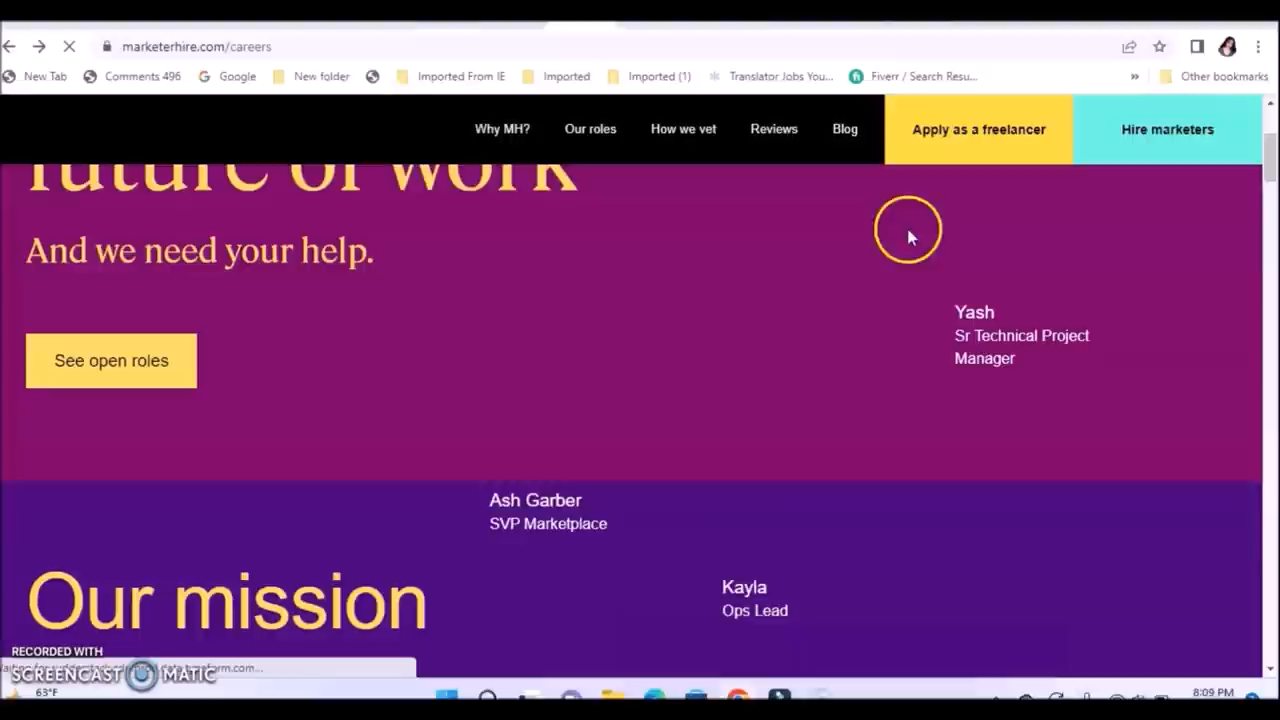 marketerhire.com/careers
New Tab
Comments 496
Google
New folder
Imported From IE
Imported
Imported (1)
Translator Jobs You...
Fiverr / Search Resu...
»
Other bookmarks
Why MH?
Our roles
How we vet
Reviews
Blog
Apply as a freelancer
Hire marketers
future of work
And we need your help.
See open roles
Yash
Sr Technical Project
Manager
Ash Garber
SVP Marketplace
Kayla
Ops Lead
Our mission
RECORDED WITH
SCREENCAST MATIC
63°F
8:09 PM